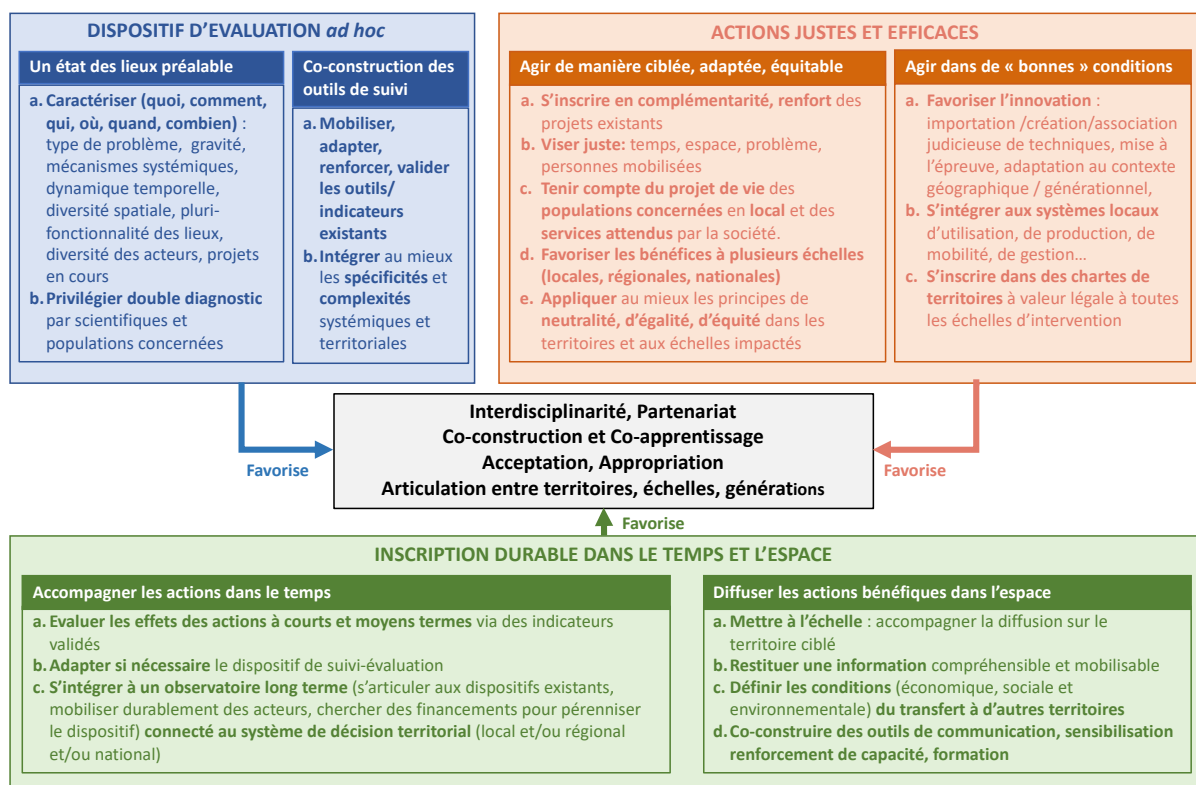 DISPOSITIF D'EVALUATION ad hoc
Un état des lieux préalable
a. Caractériser (quoi, comment,
qui, où, quand, combien) :
type de problème, gravité,
mécanismes systémiques,
dynamique temporelle,
diversité spatiale, pluri-
fonctionnalité des lieux,
diversité des acteurs, projets
en cours
b. Privilégier double diagnostic
par scientifiques et
populations concernées
Co-construction des
outils de suivi
a. Mobiliser,
adapter,
renforcer, valider
les outils/
indicateurs
existants
b. Intégrer au mieux
les spécificités et
complexités
systémiques et
territoriales
ACTIONS JUSTES ET EFFICACES
Agir de manière ciblée, adaptée, équitable
a. S'inscrire en complémentarité, renfort des
projets existants
b. Viser juste: temps, espace, problème,
personnes mobilisées
c. Tenir compte du projet de vie des
populations concernées en local et des
services attendus par la société.
d. Favoriser les bénéfices à plusieurs échelles
(locales, régionales, nationales)
e. Appliquer au mieux les principes de
neutralité, d'égalité, d'équité dans les
territoires et aux échelles impactés
Agir dans de « bonnes » conditions
a. Favoriser l'innovation :
importation /création/association
judicieuse de techniques, mise à
l'épreuve, adaptation au contexte
géographique / générationnel,
b. S'intégrer aux systèmes locaux
d'utilisation, de production, de
mobilité, de gestion…
c. S'inscrire dans des chartes de
territoires à valeur légale à toutes
les échelles d'intervention
Favorise
Interdisciplinarité, Partenariat
Co-construction et Co-apprentissage
Acceptation, Appropriation
Articulation entre territoires, échelles, générations
Favorise
Favorise
INSCRIPTION DURABLE DANS LE TEMPS ET L'ESPACE
Accompagner les actions dans le temps
a. Evaluer les effets des actions à courts et moyens termes via des indicateurs
validés
b. Adapter si nécessaire le dispositif de suivi-évaluation
c. S'intégrer à un observatoire long terme (s'articuler aux dispositifs existants,
mobiliser durablement des acteurs, chercher des financements pour pérenniser
le dispositif) connecté au système de décision territorial (local et/ou régional
et/ou national)
Diffuser les actions bénéfiques dans l'espace
a. Mettre à l'échelle : accompagner la diffusion sur le
territoire ciblé
b. Restituer une information compréhensible et mobilisable
c. Définir les conditions (économique, sociale et
environnementale) du transfert à d'autres territoires
d. Co-construire des outils de communication, sensibilisation
renforcement de capacité, formation